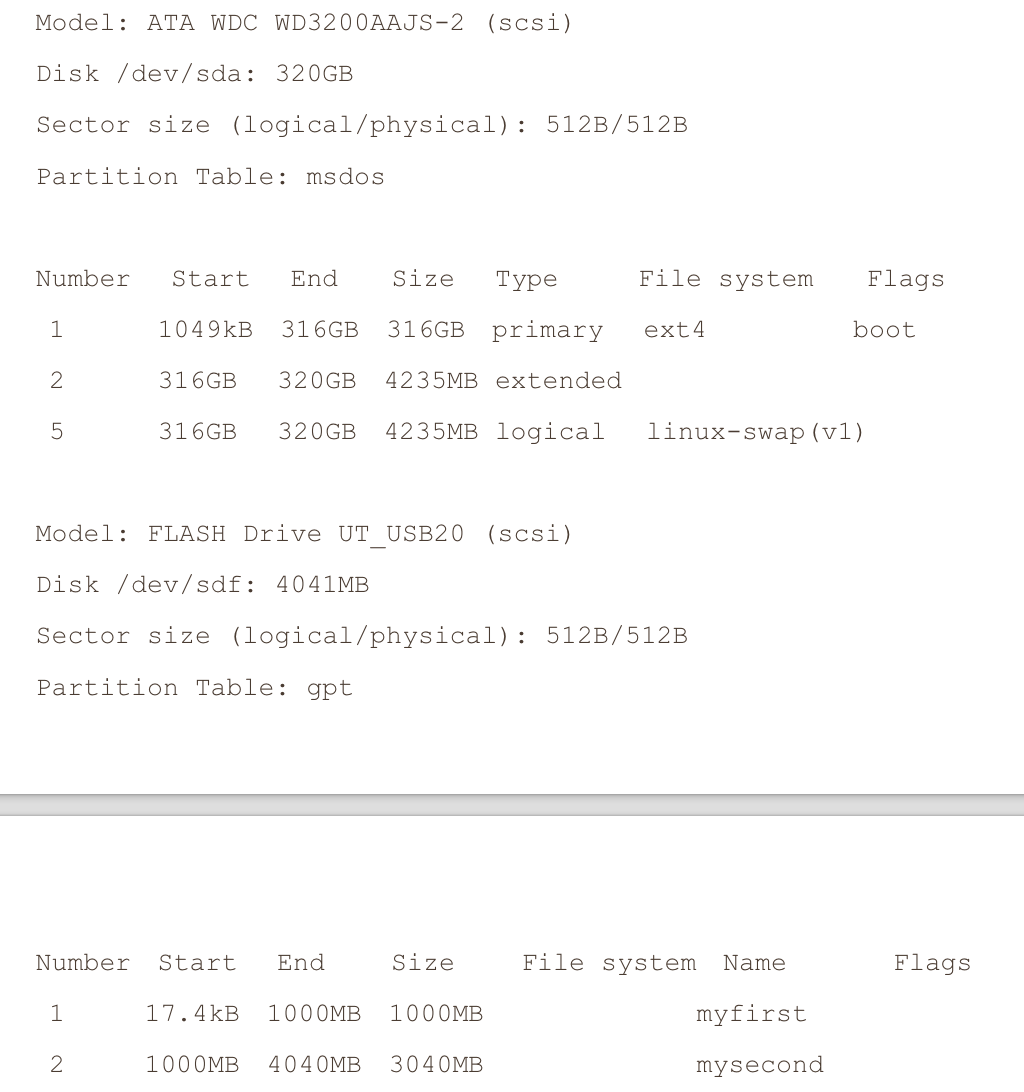 Model: ATA WDC WD3200AAJS-2 (scsi)
Disk /dev/sda: 320GB
Sector size (logical/physical): 512B/512B
Partition Table: msdos
Number Start End Size Type File system Flags
1 1049kB 316GB 316GB primary ext4 boot
2 316GB 320GB 4235MB extended
5 316GB 320GB 4235MB logical linux-swap(v1)
Model: FLASH Drive UT_USB20 (scsi)
Disk /dev/sdf: 4041MB
Sector size (logical/physical): 512B/512B
Partition Table: gpt
Number Start End Size File system Name Flags
1 17.4kB 1000MB 1000MB myfirst
2 1000MB 4040MB 3040MB mysecond